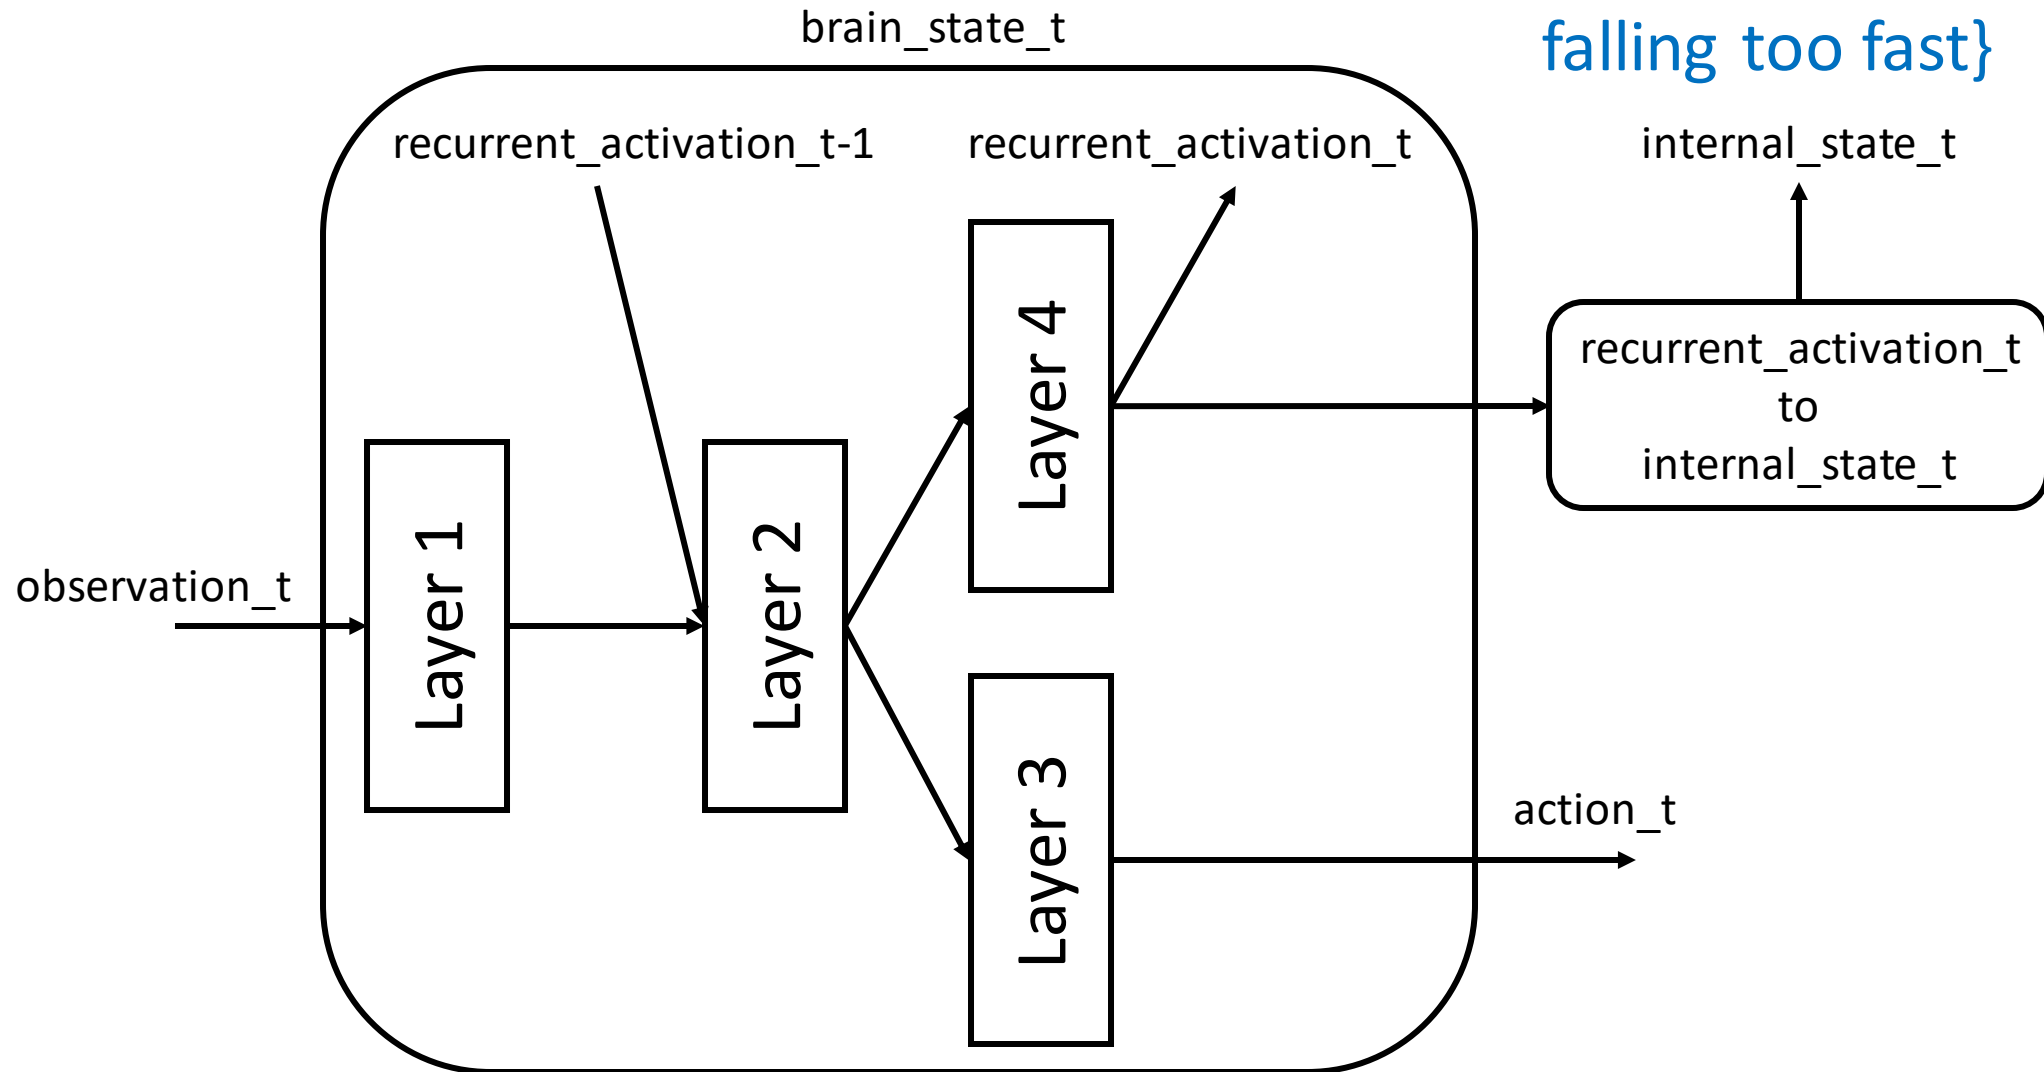 brain_state_t
falling too fast}
recurrent_activation_t-1
recurrent_activation_t
internal_state_t
Layer 4
recurrent_activation_t
to
internal_state_t
Layer 1
Layer 2
observation_t
Layer 3
action_t